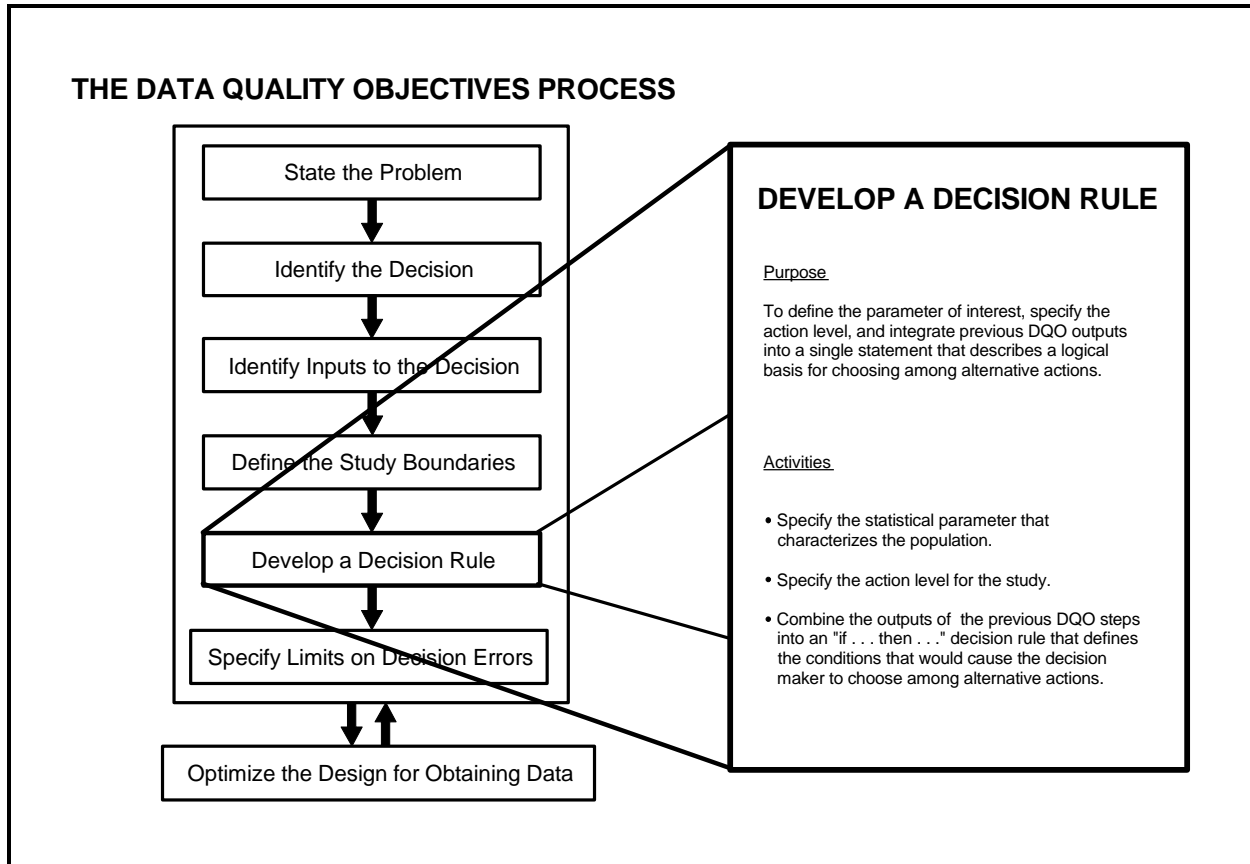 THE DATA QUALITY OBJECTIVES PROCESS
State the Problem
Identify the Decision
Identify Inputs to the Decision
Define the Study Boundaries
Develop a Decision Rule
Specify Limits on Decision Errors
Optimize the Design for Obtaining Data
DEVELOP A DECISION RULE
Purpose
To define the parameter of interest, specify the
action level, and integrate previous DQO outputs
into a single statement that describes a logical
basis for choosing among alternative actions.
Activities
• Specify the statistical parameter that
characterizes the population.
• Specify the action level for the study.
• Combine the outputs of the previous DQO steps
into an "if . . . then . . ." decision rule that defines
the conditions that would cause the decision
maker to choose among alternative actions.